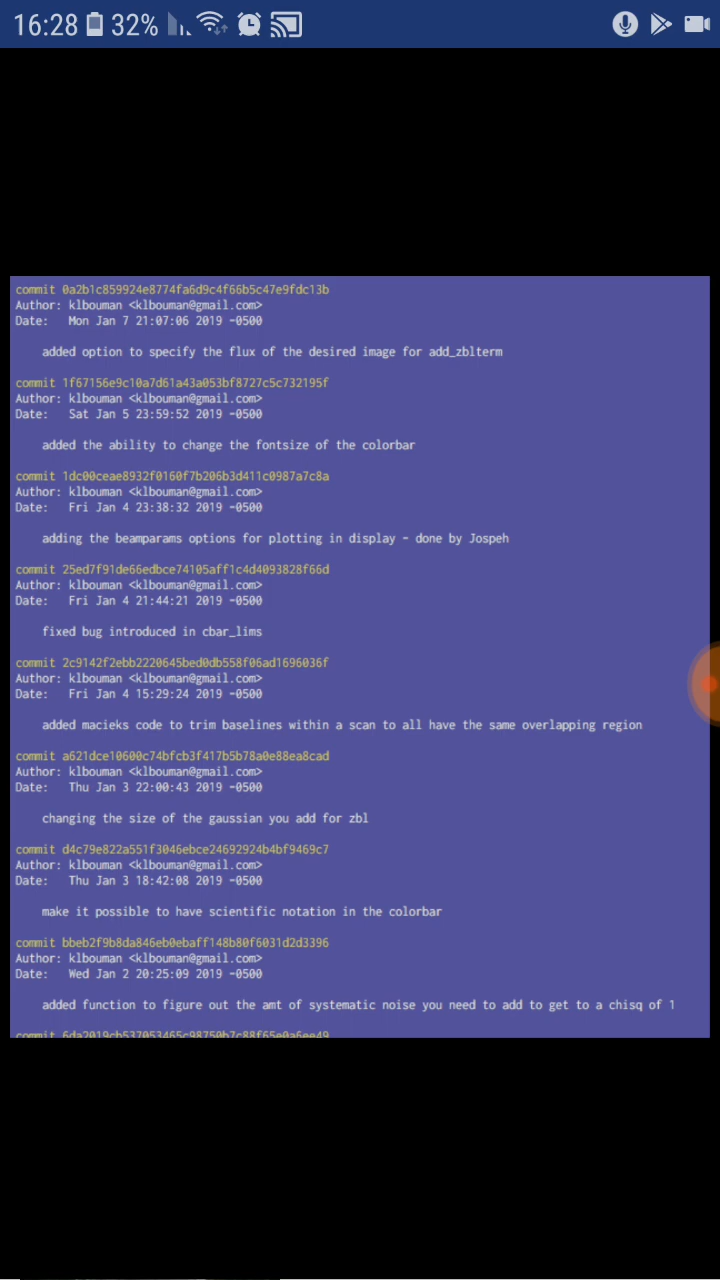 16:28 32%
commit 0a2b1c859924e8774fa6d9c4f66b5c47e9fdc13b
Author: klbouman <klbouman@gmail.com>
Date: Mon Jan 7 21:07:06 2019 -0500
added option to specify the flux of the desired image for add_zblterm
commit 1f67156e9c10a7d61a43a053bf8727c5c732195f
Author: klbouman <klbouman@gmail.com>
Date: Sat Jan 5 23:59:52 2019 -0500
added the ability to change the fontsize of the colorbar
commit 1dc00ceae8932f0160f7b206b3d411c0987a7c8a
Author: klbouman <klbouman@gmail.com>
Date: Fri Jan 4 23:38:32 2019 -0500
adding the beamparams options for plotting in display - done by Jospeh
commit 25ed7f91de66edbce74105aff1c4d4093828f66d
Author: klbouman <klbouman@gmail.com>
Date: Fri Jan 4 21:44:21 2019 -0500
fixed bug introduced in cbar_lims
commit 2c9142f2ebb2220645bed0db558f06ad1696036f
Author: klbouman <klbouman@gmail.com>
Date: Fri Jan 4 15:29:24 2019 -0500
added macieks code to trim baselines within a scan to all have the same overlapping region
commit a621dce10600c74bfcb3f417b5b78a0e88ea8cad
Author: klbouman <klbouman@gmail.com>
Date: Thu Jan 3 22:00:43 2019 -0500
changing the size of the gaussian you add for zbl
commit d4c79e822a551f3046ebce24692924b4bf9469c7
Author: klbouman <klbouman@gmail.com>
Date: Thu Jan 3 18:42:08 2019 -0500
make it possible to have scientific notation in the colorbar
commit bbeb2f9b8da846eb0ebaff148b80f6031d2d3396
Author: klbouman <klbouman@gmail.com>
Date: Wed Jan 2 20:25:09 2019 -0500
added function to figure out the amt of systematic noise you need to add to get to a chisq of 1
commit